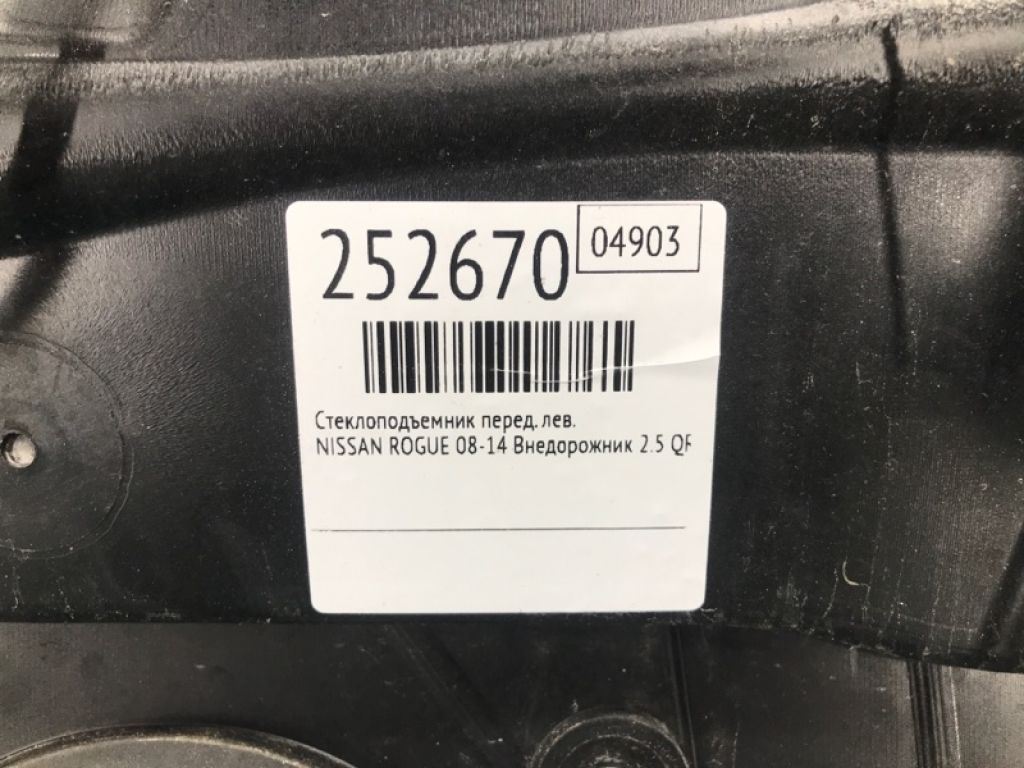 252670
04903
Стеклоподъемник перед. лев.
NISSAN ROGUE 08-14 Внедорожник 2.5